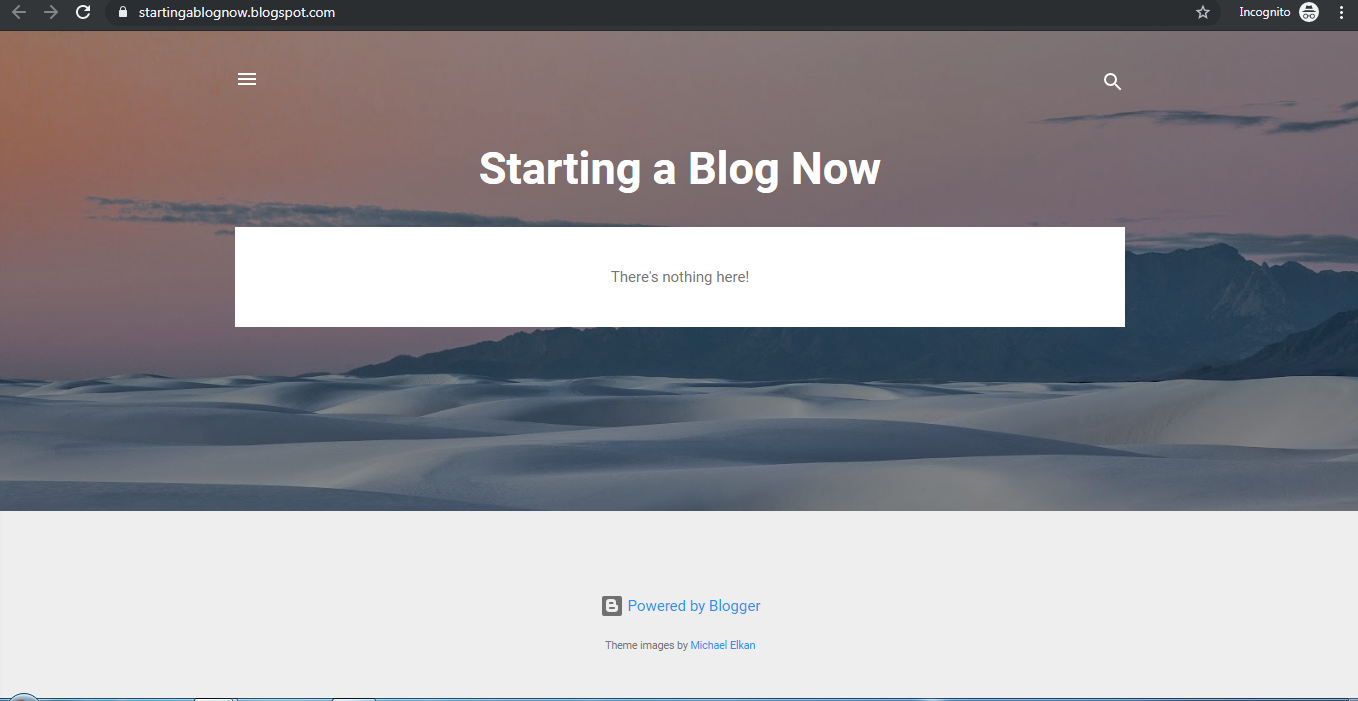 startingablognow.blogspot.com
Incognito
Starting a Blog Now
There's nothing here!
Powered by Blogger
Theme images by Michael Elkan